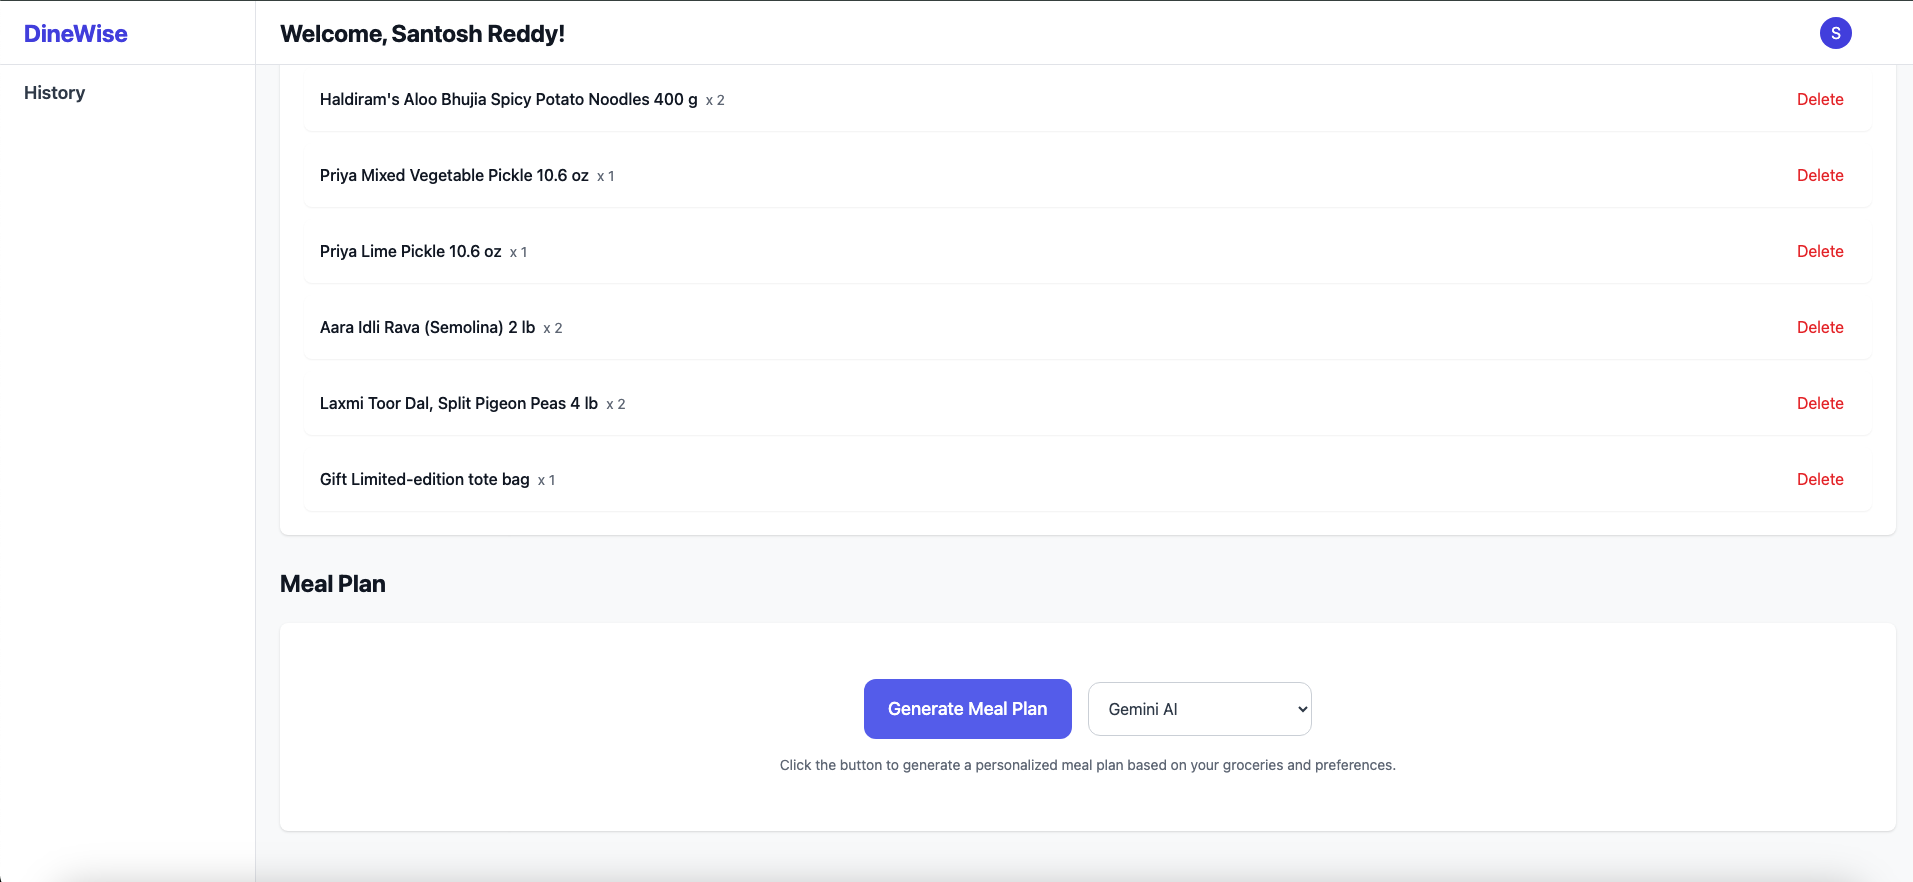 DineWise
Welcome, Santosh Reddy!
S
History
Haldiram's Aloo Bhujia Spicy Potato Noodles 400 g x 2
Delete
Priya Mixed Vegetable Pickle 10.6 oz x 1
Delete
Priya Lime Pickle 10.6 oz x 1
Delete
Aara Idli Rava (Semolina) 2 lb x 2
Delete
Laxmi Toor Dal, Split Pigeon Peas 4 lb x 2
Delete
Gift Limited-edition tote bag x 1
Delete
Meal Plan
Generate Meal Plan
Gemini AI
Click the button to generate a personalized meal plan based on your groceries and preferences.